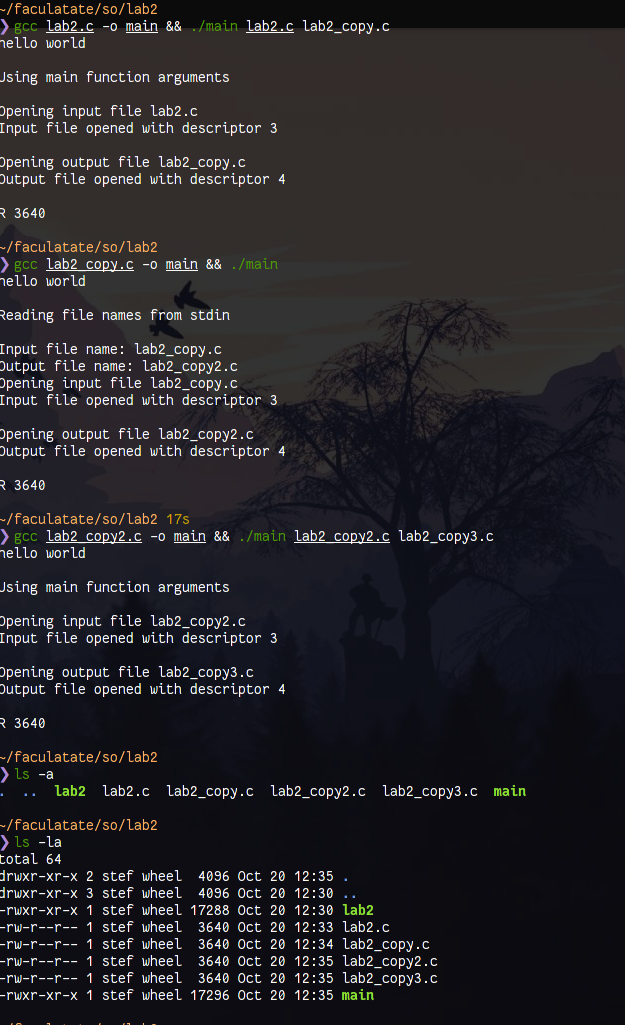 ~/faculatate/so/lab2
❯ gcc lab2.c -o main && ./main lab2.c lab2_copy.c
hello world
Using main function arguments
Opening input file lab2.c
Input file opened with descriptor 3
Opening output file lab2_copy.c
Output file opened with descriptor 4
R 3640
~/faculatate/so/lab2
❯ gcc lab2_copy.c -o main && ./main
hello world
Reading file names from stdin
Input file name: lab2_copy.c
Output file name: lab2_copy2.c
Opening input file lab2_copy.c
Input file opened with descriptor 3
Opening output file lab2_copy2.c
Output file opened with descriptor 4
R 3640
~/faculatate/so/lab2 17s
❯ gcc lab2_copy2.c -o main && ./main lab2_copy2.c lab2_copy3.c
hello world
Using main function arguments
Opening input file lab2_copy2.c
Input file opened with descriptor 3
Opening output file lab2_copy3.c
Output file opened with descriptor 4
R 3640
~/faculatate/so/lab2
❯ ls -a
. .. lab2 lab2.c lab2_copy.c lab2_copy2.c lab2_copy3.c main
~/faculatate/so/lab2
❯ ls -la
total 64
drwxr-xr-x 2 stef wheel 4096 Oct 20 12:35 .
drwxr-xr-x 3 stef wheel 4096 Oct 20 12:30 ..
-rwxr-xr-x 1 stef wheel 17288 Oct 20 12:30 lab2
-rw-r--r-- 1 stef wheel 3640 Oct 20 12:33 lab2.c
-rw-r--r-- 1 stef wheel 3640 Oct 20 12:34 lab2_copy.c
-rw-r--r-- 1 stef wheel 3640 Oct 20 12:35 lab2_copy2.c
-rw-r--r-- 1 stef wheel 3640 Oct 20 12:35 lab2_copy3.c
-rwxr-xr-x 1 stef wheel 17296 Oct 20 12:35 main